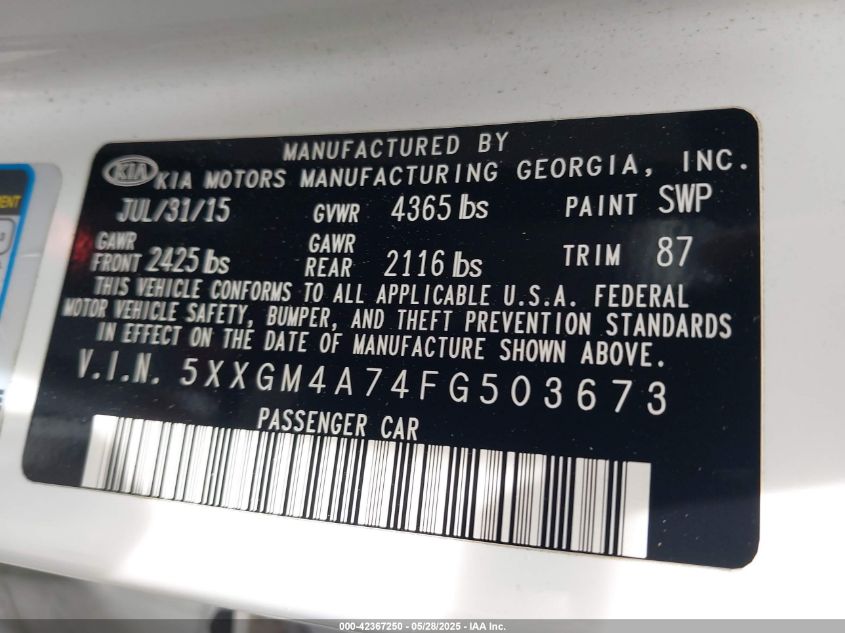 MANUFACTURED BY
KIA KIA MOTORS MANUFACTURING GEORGIA, INC.
JUL/31/15 GVWR 4365 lbs PAINT SWP
GAWR FRONT 2425 lbs GAWR REAR 2116 lbs TRIM 87
THIS VEHICLE CONFORMS TO ALL APPLICABLE U.S.A. FEDERAL
MOTOR VEHICLE SAFETY, BUMPER, AND THEFT PREVENTION STANDARDS
IN EFFECT ON THE DATE OF MANUFACTURE SHOWN ABOVE.
V.I.N. 5XXGM4A74FG503673
PASSENGER CAR
000-42367250 - 05/28/2025 - IAA Inc.